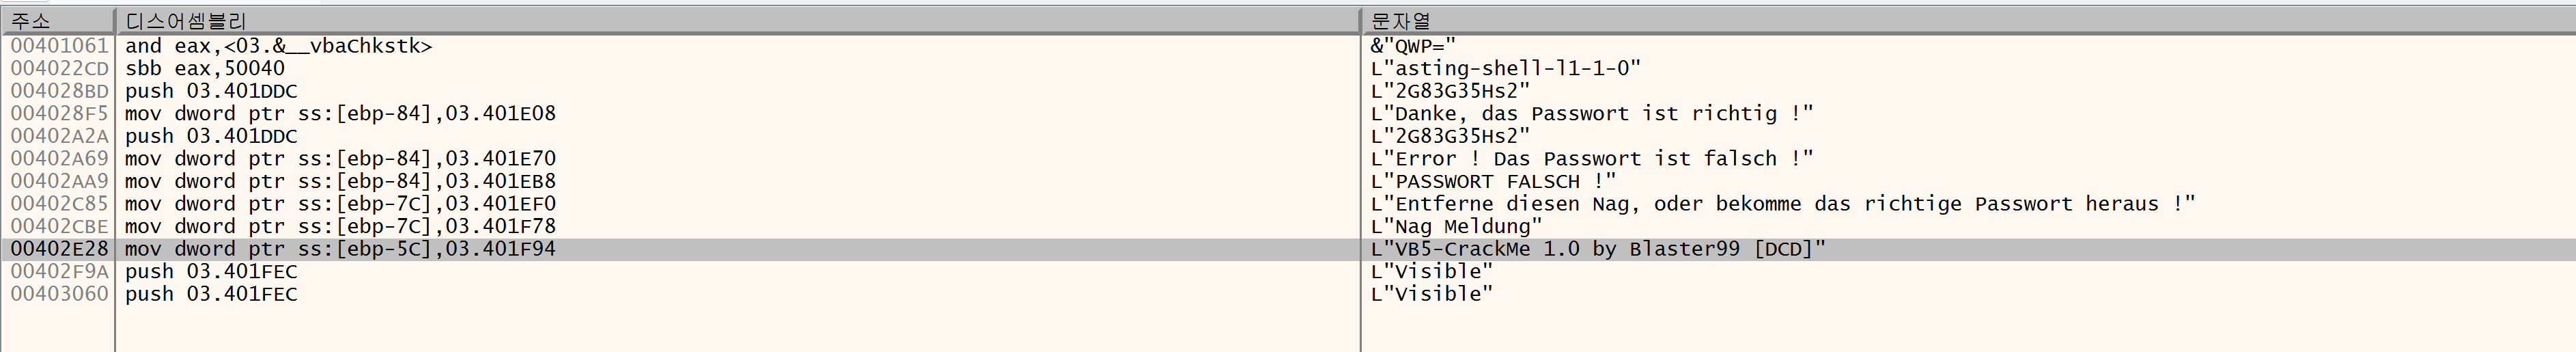 주소 디스어셈블리 문자열
00401061 and eax,<03.&__vbaChkstk> &"QWP="
004022CD sbb eax,50040 L"asting-shell-l1-1-0"
004028BD push 03.401DDC L"2G83G35Hs2"
004028F5 mov dword ptr ss:[ebp-84],03.401E08 L"Danke, das Passwort ist richtig !"
00402A2A push 03.401DDC L"2G83G35Hs2"
00402A69 mov dword ptr ss:[ebp-84],03.401E70 L"Error ! Das Passwort ist falsch !"
00402AA9 mov dword ptr ss:[ebp-84],03.401EB8 L"PASSWORT FALSCH !"
00402C85 mov dword ptr ss:[ebp-7C],03.401EF0 L"Entferne diesen Nag, oder bekomme das richtige Passwort heraus !"
00402CBE mov dword ptr ss:[ebp-7C],03.401F78 L"Nag Meldung"
00402E28 mov dword ptr ss:[ebp-5C],03.401F94 L"VB5-CrackMe 1.0 by Blaster99 [DCD]"
00402F9A push 03.401FEC L"Visible"
00403060 push 03.401FEC L"Visible"